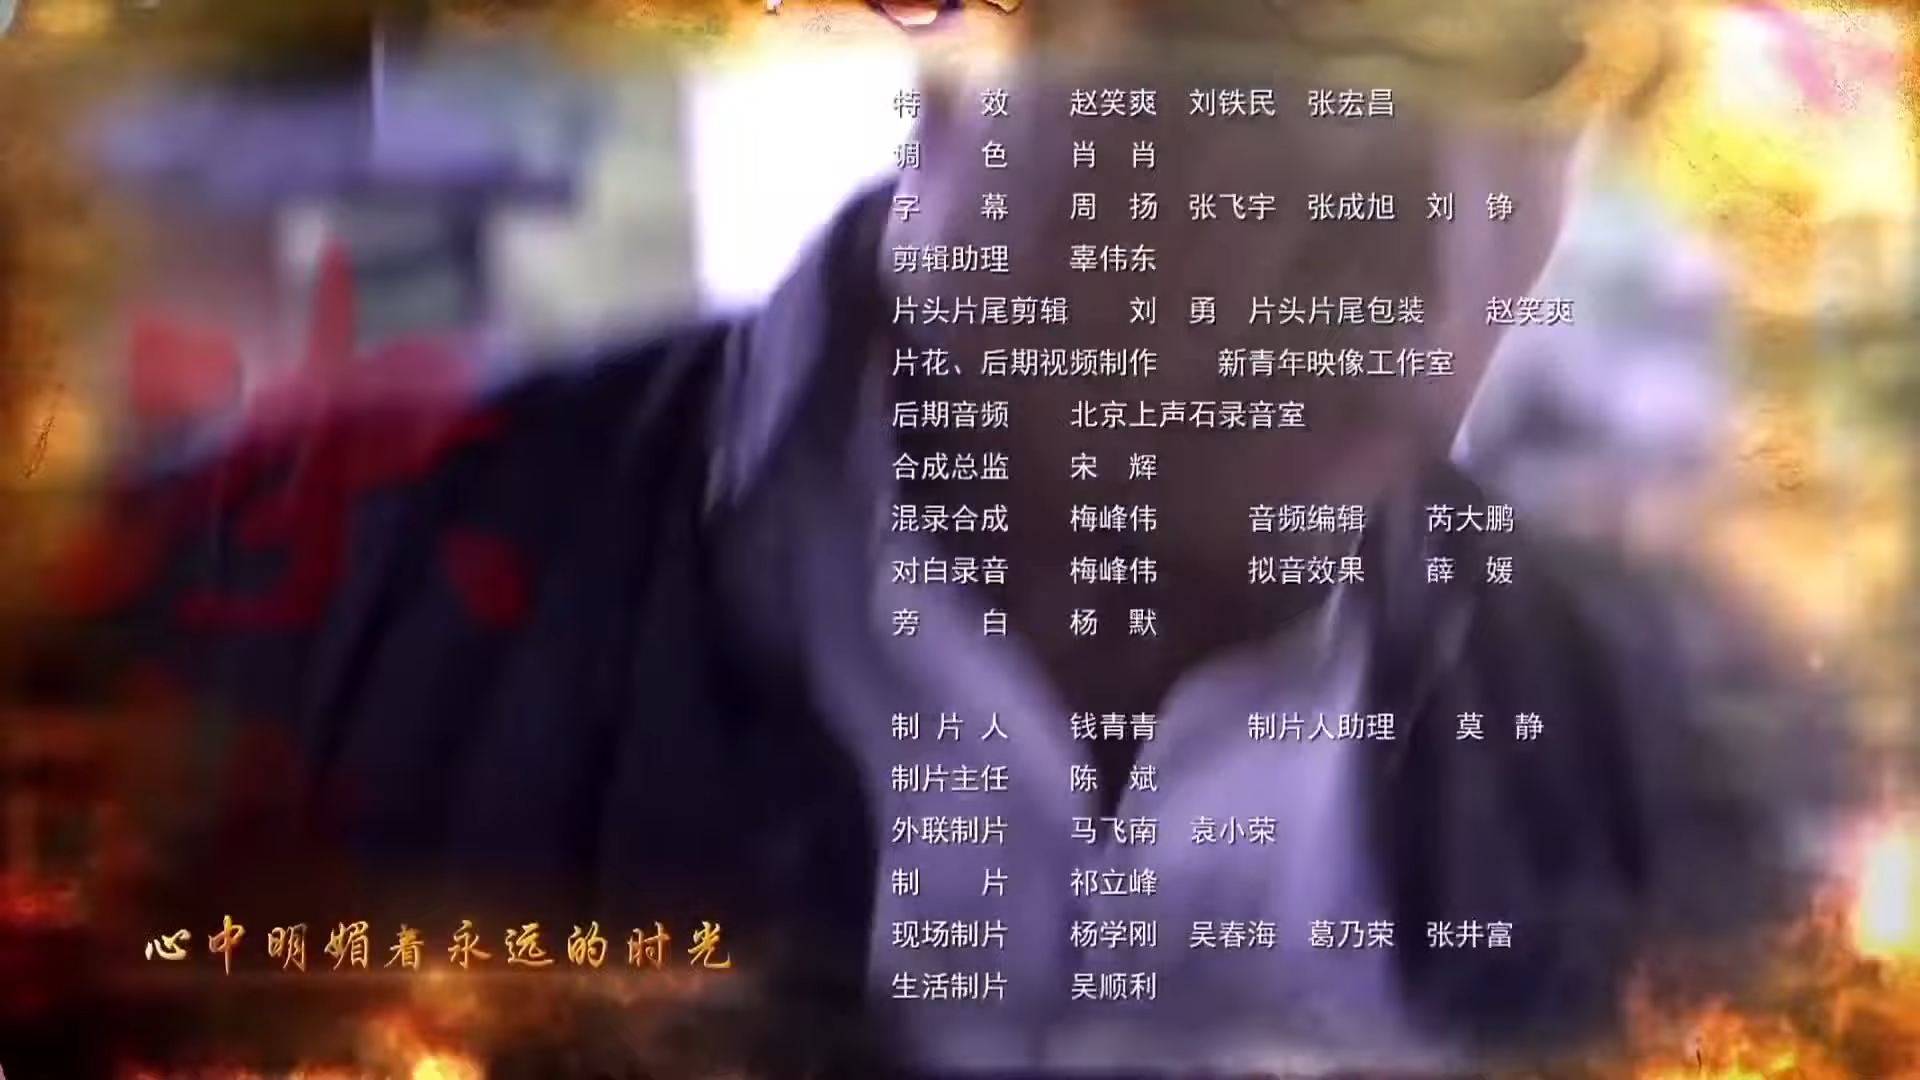 特　　效　　赵笑爽　刘铁民　张宏昌
调　　色　　肖　肖
字　　幕　　周　扬　张飞宇　张成旭　刘　铮
剪辑助理　　辜伟东
片头片尾剪辑　　刘　勇　片头片尾包装　　赵笑爽
片花、后期视频制作　　新青年映像工作室
后期音频　　北京上声石录音室
合成总监　　宋　辉
混录合成　　梅峰伟　　　音频编辑　　芮大鹏
对白录音　　梅峰伟　　　拟音效果　　薛　媛
旁　　白　　杨　默
制 片 人　　钱青青　　　制片人助理　　莫　静
制片主任　　陈　斌
外联制片　　马飞南　袁小荣
制　　片　　祁立峰
现场制片　　杨学刚　吴春海　葛乃荣　张井富
生活制片　　吴顺利
心中明媚着永远的时光